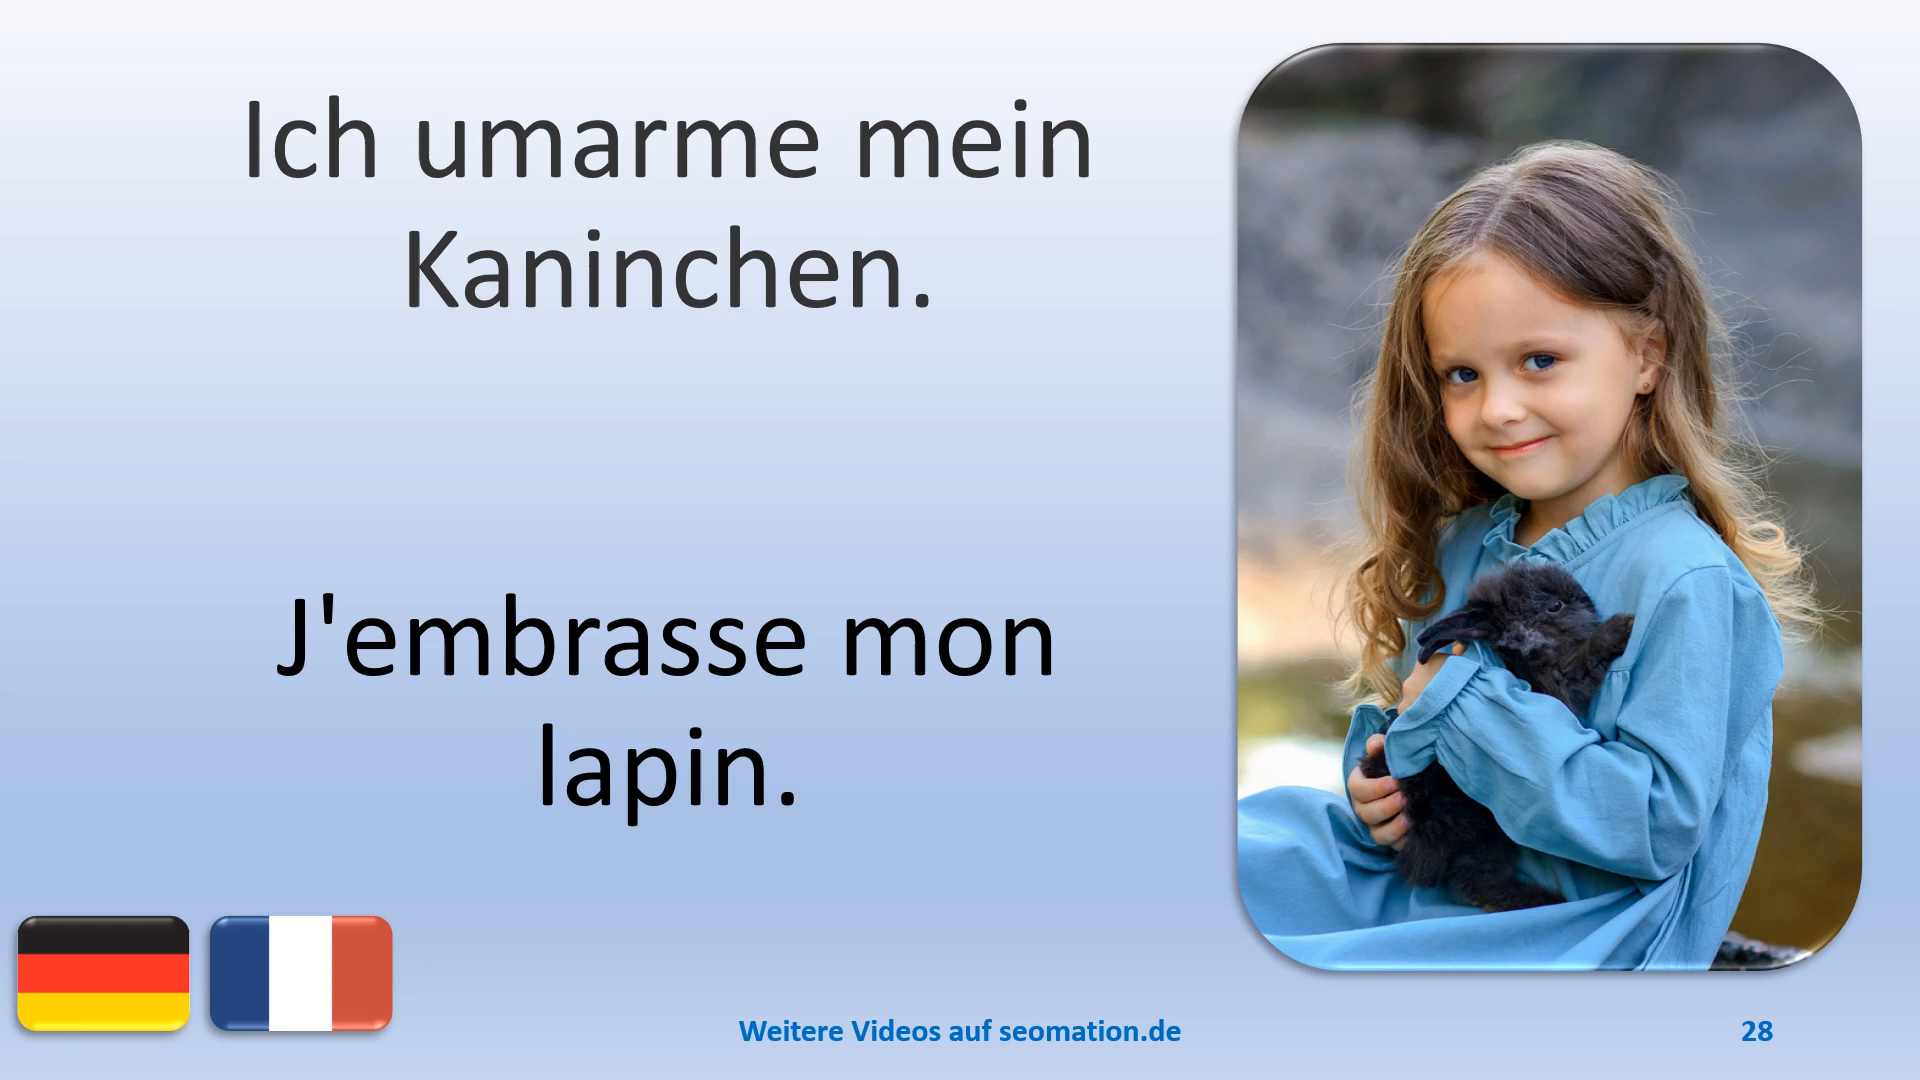 Ich umarme mein
Kaninchen.
J'embrasse mon
lapin.
Weitere Videos auf seomation.de
28